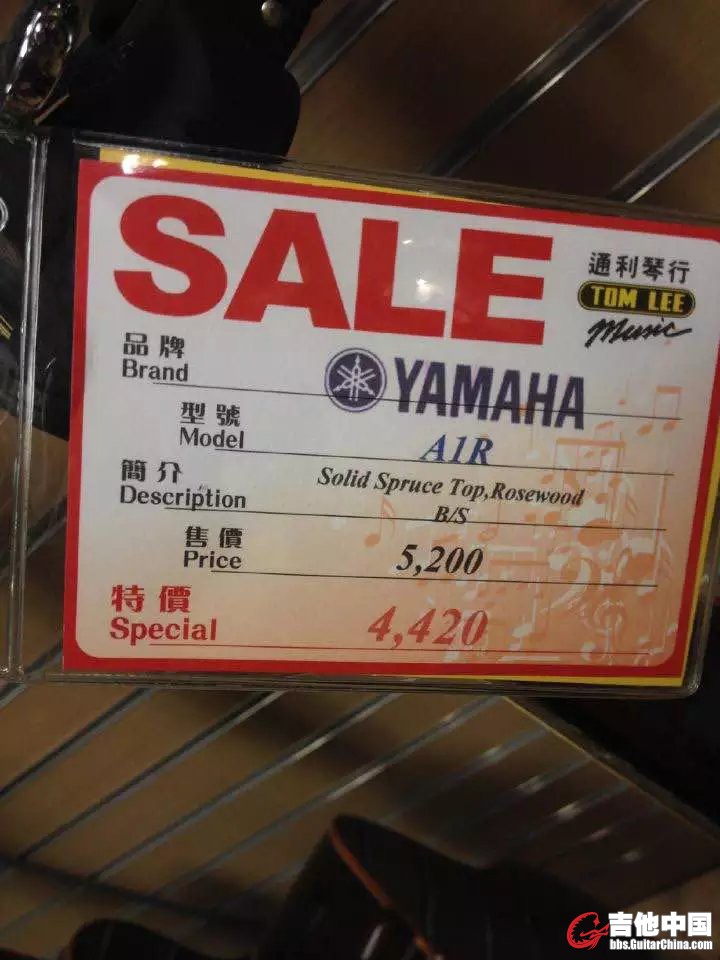 SALE
通利琴行
TOM LEE
Music
品牌
Brand
YAMAHA
型號
Model
A1R
簡介
Description
Solid Spruce Top,Rosewood
B/S
售價
Price
5,200
特價
Special
4,420
吉他中国
bbs.GuitarChina.com